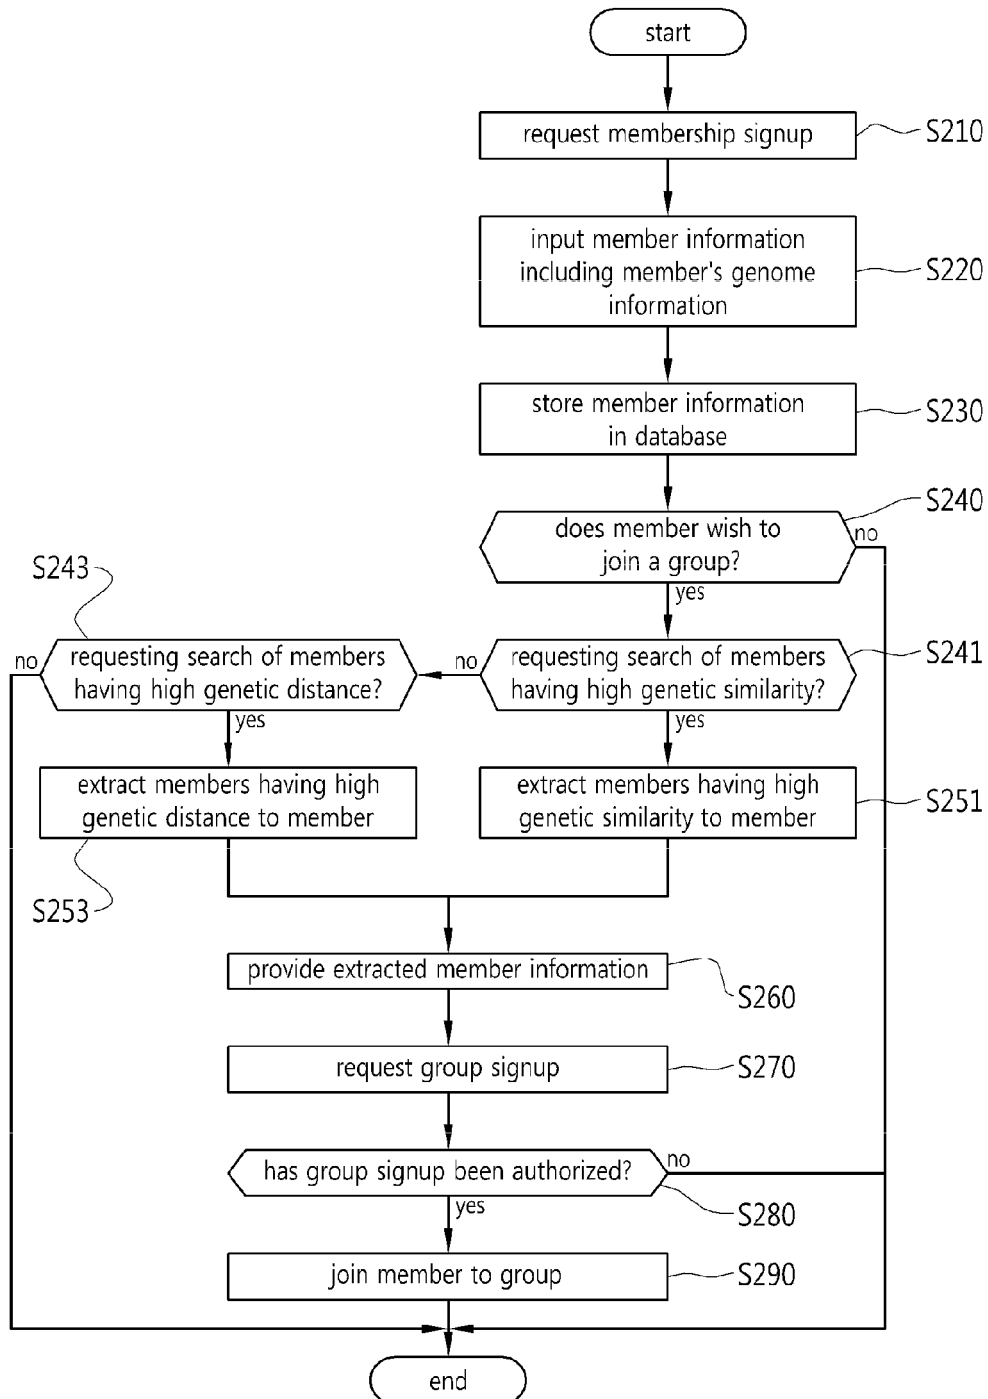 start
request membership signup
S210
input member information
including member's genome
information
S220
store member information
in database
S230
S240
does member wish to
join a group?
no
yes
S243
no
requesting search of members
having high genetic distance?
no
requesting search of members
having high genetic similarity?
S241
yes
yes
extract members having high
genetic distance to member
extract members having high
genetic similarity to member
S251
S253
provide extracted member information
S260
request group signup
S270
has group signup been authorized?
no
S280
yes
join member to group
S290
end